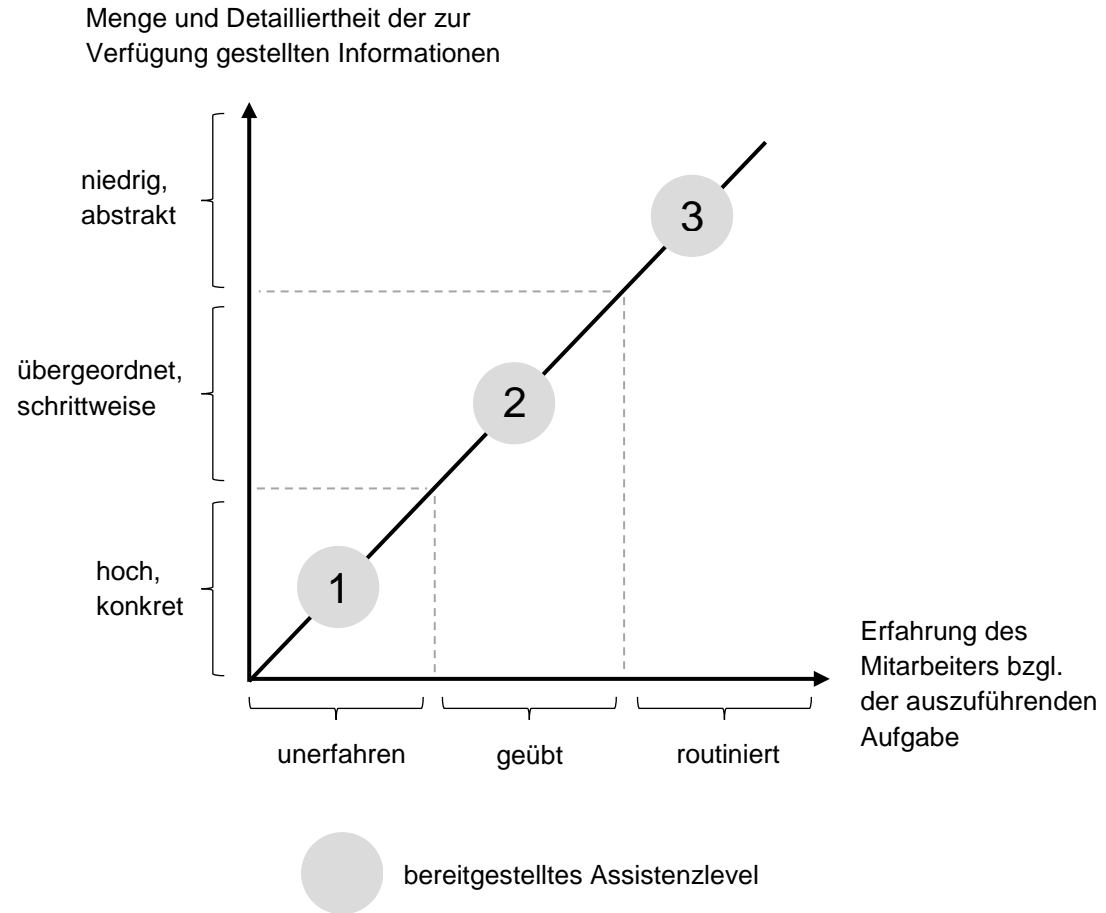 Menge und Detailliertheit der zur
Verfügung gestellten Informationen
niedrig,
abstrakt
3
übergeordnet,
schrittweise
2
hoch,
konkret
1
Erfahrung des
Mitarbeiters bzgl.
der auszuführenden
Aufgabe
unerfahren
geübt
routiniert
bereitgestelltes Assistenzlevel